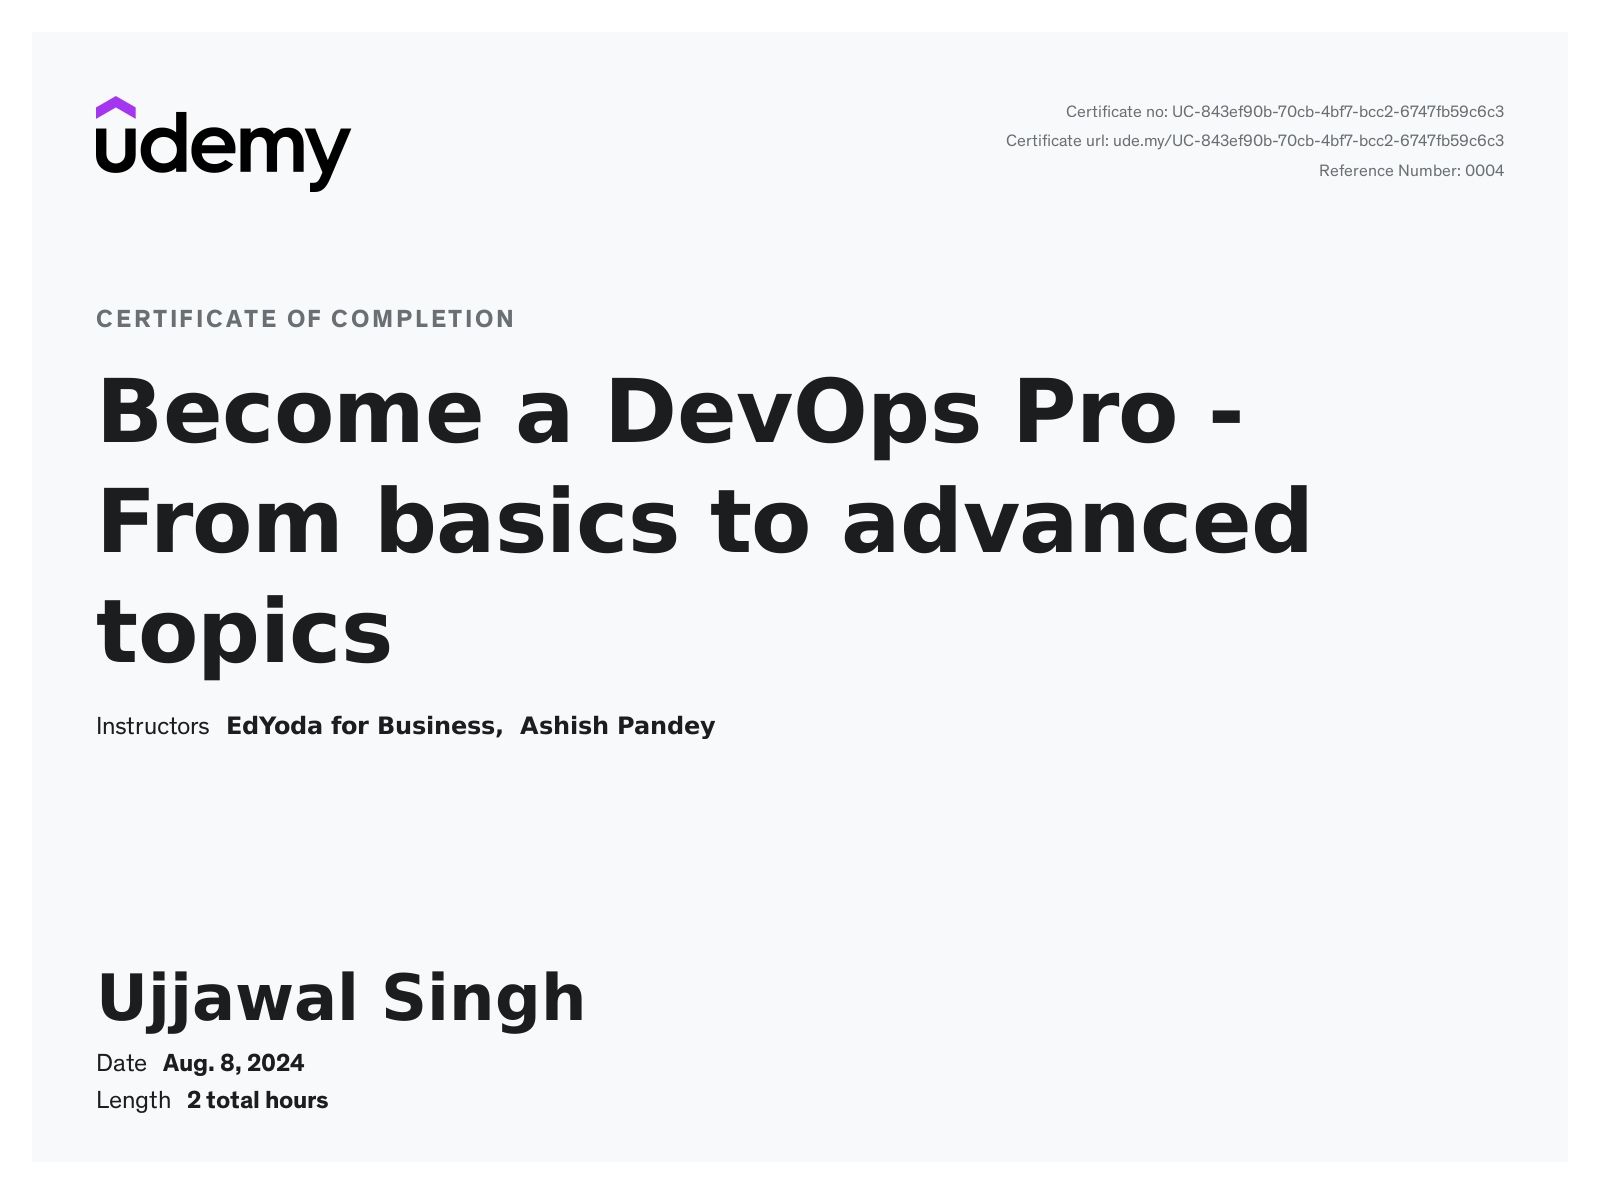 udemy
Certificate no: UC-843ef90b-70cb-4bf7-bcc2-6747fb59c6c3
Certificate url: ude.my/UC-843ef90b-70cb-4bf7-bcc2-6747fb59c6c3
Reference Number: 0004
CERTIFICATE OF COMPLETION
Become a DevOps Pro -
From basics to advanced
topics
Instructors EdYoda for Business, Ashish Pandey
Ujjawal Singh
Date Aug. 8, 2024
Length 2 total hours